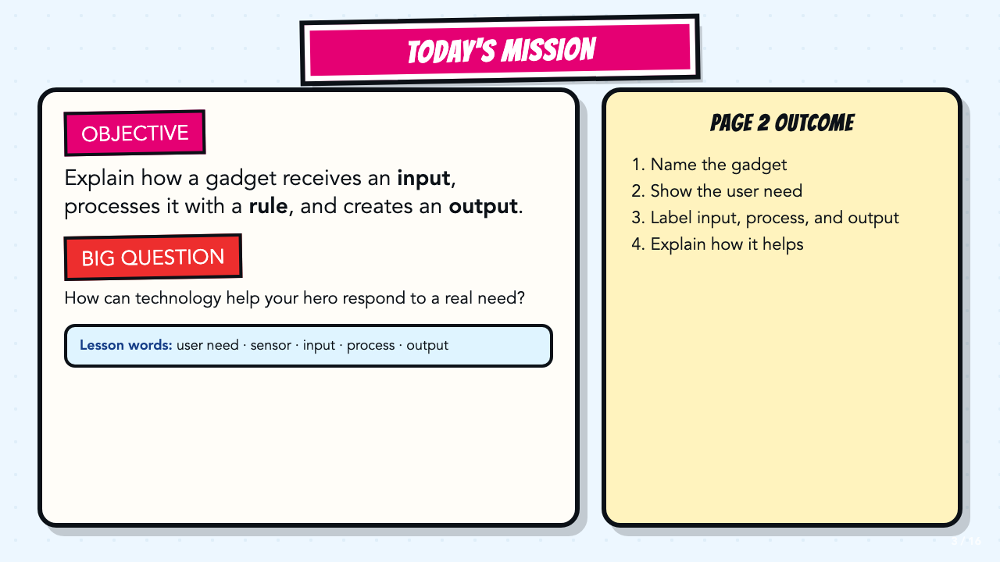 TODAY'S MISSION
OBJECTIVE
Explain how a gadget receives an input,
processes it with a rule, and creates an output.
BIG QUESTION
How can technology help your hero respond to a real need?
Lesson words: user need · sensor · input · process · output
PAGE 2 OUTCOME
1. Name the gadget
2. Show the user need
3. Label input, process, and output
4. Explain how it helps
3 / 16